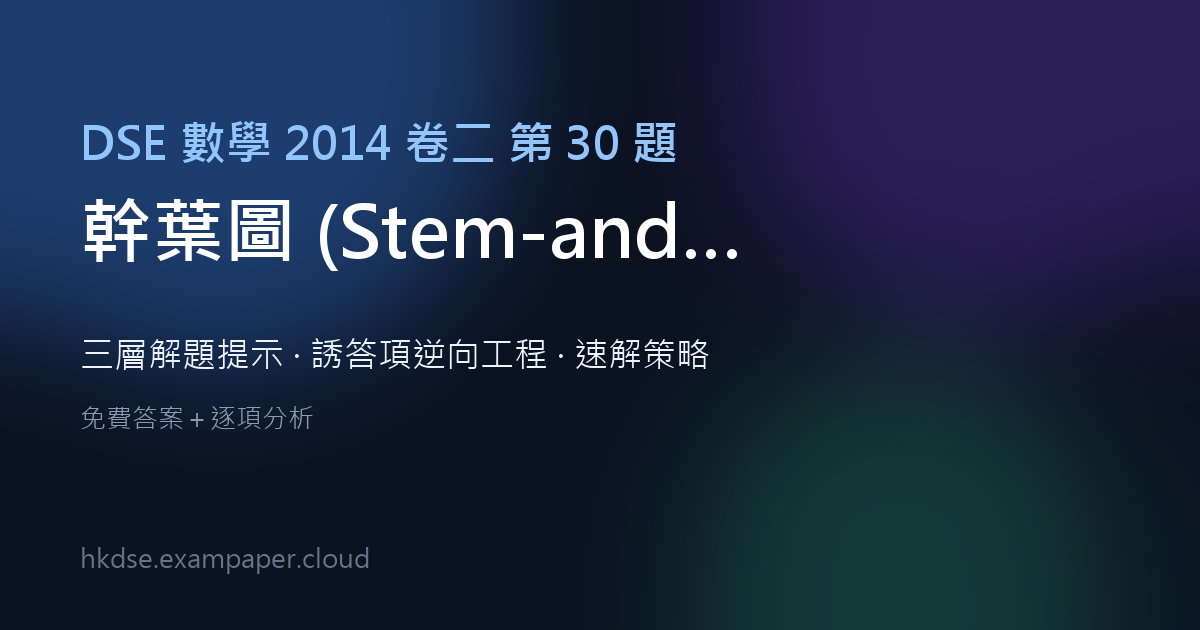 DSE 數學 2014 卷二 第 30 題
幹葉圖 (Stem-and...
三層解題提示 · 誘答項逆向工程 · 速解策略
免費答案 + 逐項分析
hkdse.exampaper.cloud